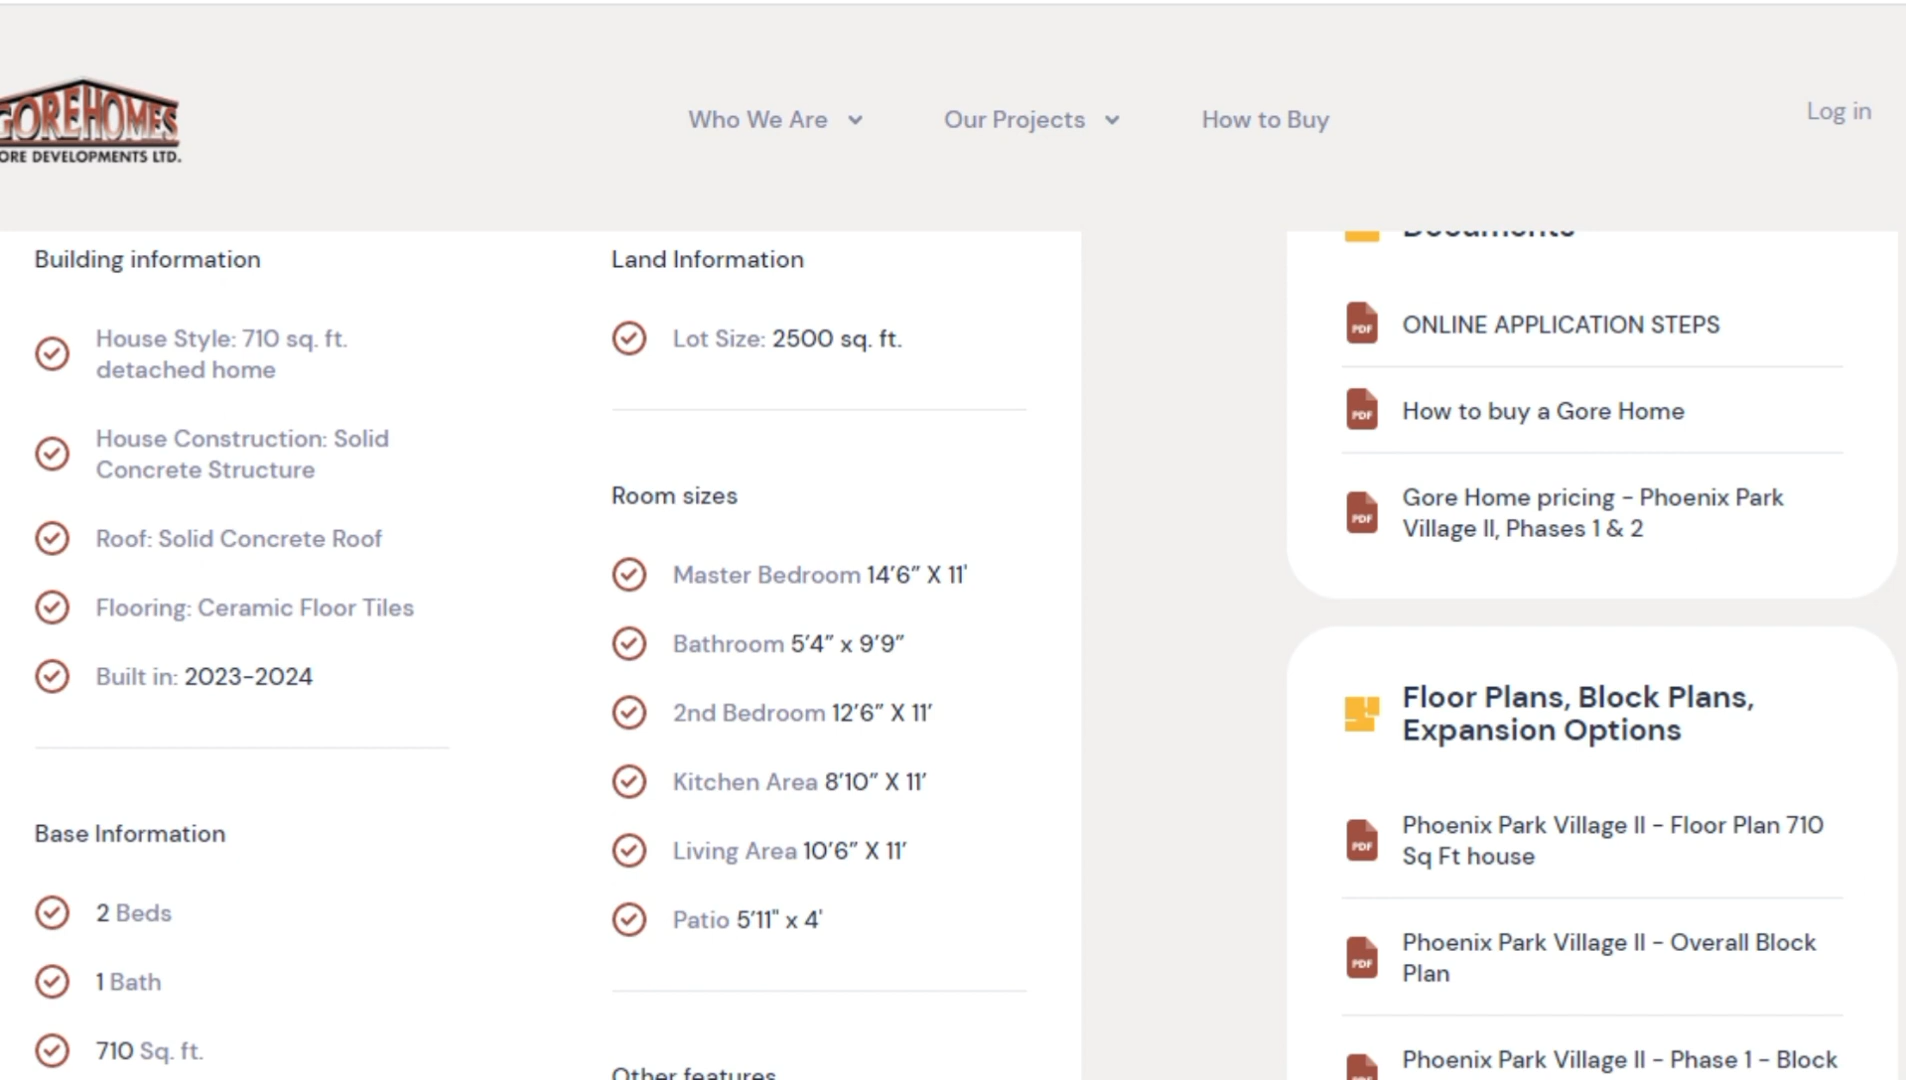 GOREHOMES
ORE DEVELOPMENTS LTD.
Who We Are
Our Projects
How to Buy
Log in
Building information
House Style: 710 sq. ft.
detached home
House Construction: Solid
Concrete Structure
Roof: Solid Concrete Roof
Flooring: Ceramic Floor Tiles
Built in: 2023-2024
Base Information
2 Beds
1 Bath
710 Sq. ft.
Land Information
Lot Size: 2500 sq. ft.
Room sizes
Master Bedroom 14’6” X 11'
Bathroom 5’4” x 9’9”
2nd Bedroom 12’6” X 11’
Kitchen Area 8’10” X 11’
Living Area 10’6” X 11’
Patio 5’11" x 4'
Other features
Documents
PDF ONLINE APPLICATION STEPS
PDF How to buy a Gore Home
PDF Gore Home pricing - Phoenix Park
Village II, Phases 1 & 2
Floor Plans, Block Plans,
Expansion Options
PDF Phoenix Park Village II - Floor Plan 710
Sq Ft house
PDF Phoenix Park Village II - Overall Block
Plan
PDF Phoenix Park Village II - Phase 1 - Block